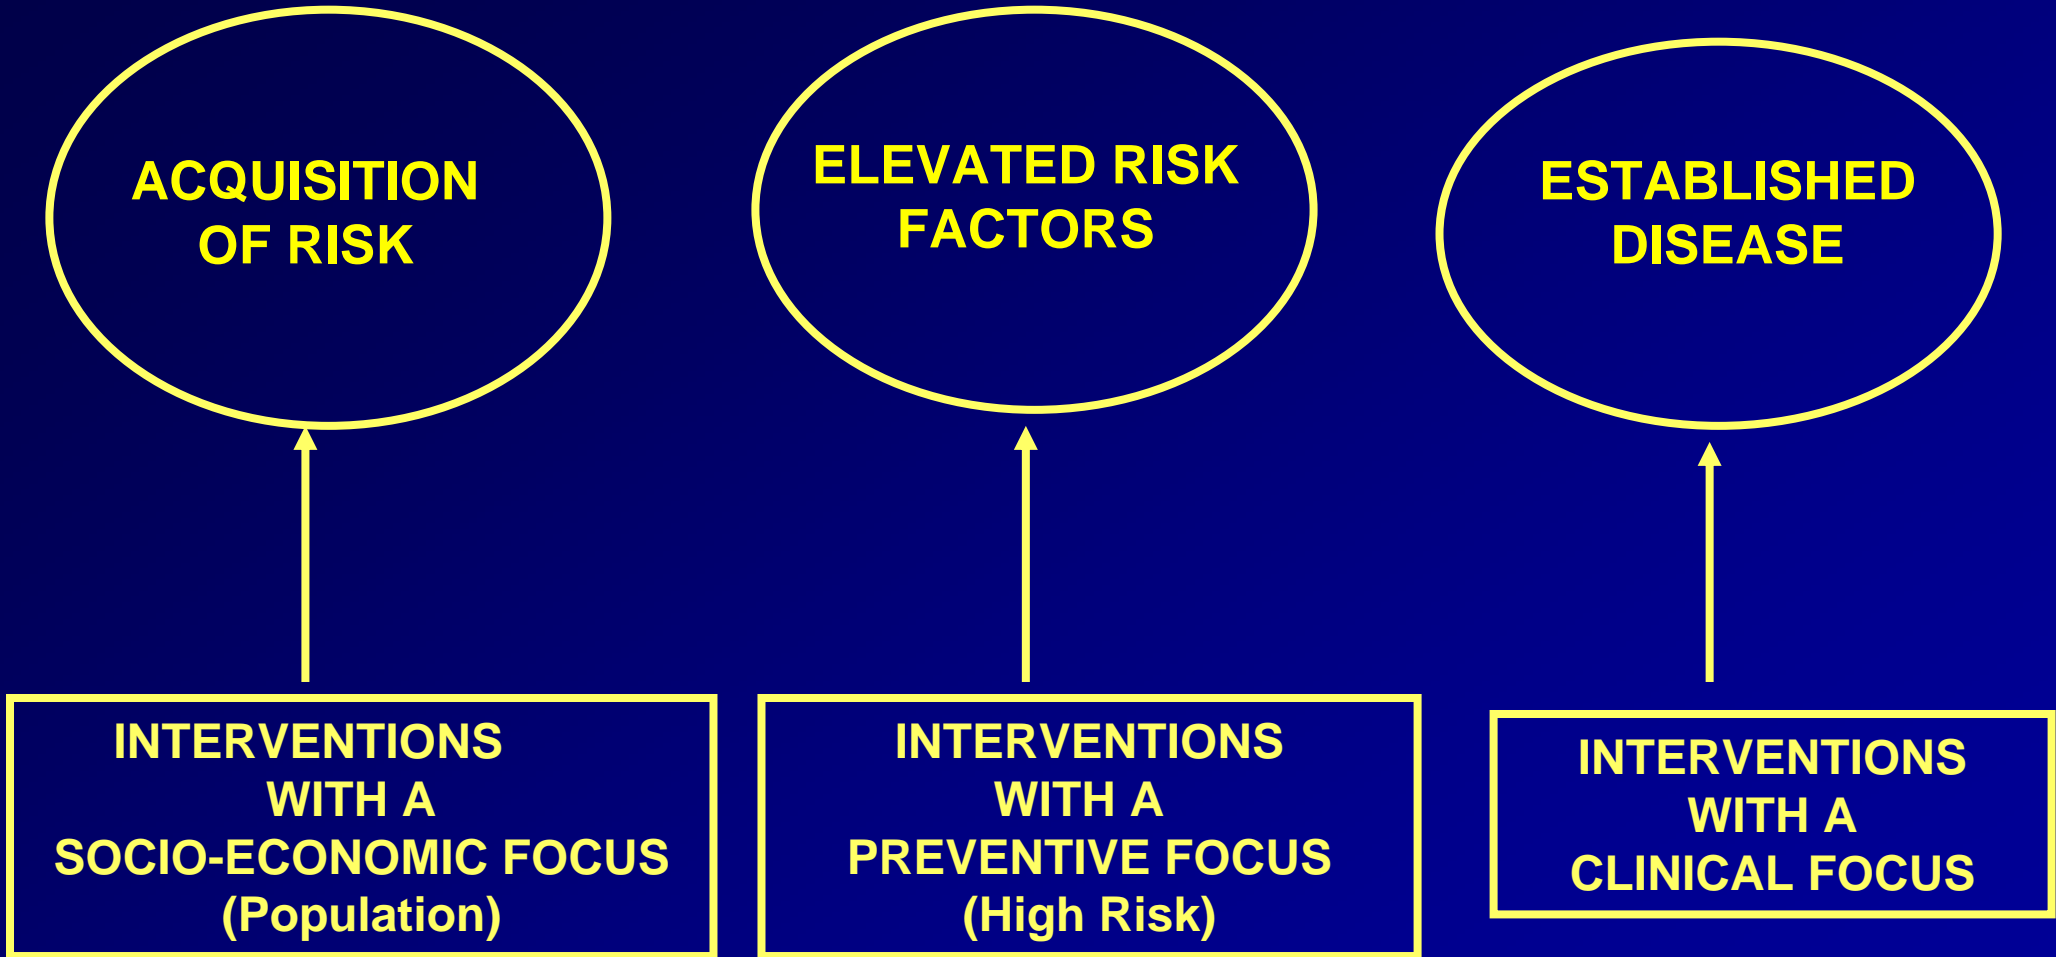 ACQUISITION
OF RISK
ELEVATED RISK
FACTORS
ESTABLISHED
DISEASE
INTERVENTIONS
WITH A
SOCIO-ECONOMIC FOCUS
(Population)
INTERVENTIONS
WITH A
PREVENTIVE FOCUS
(High Risk)
INTERVENTIONS
WITH A
CLINICAL FOCUS